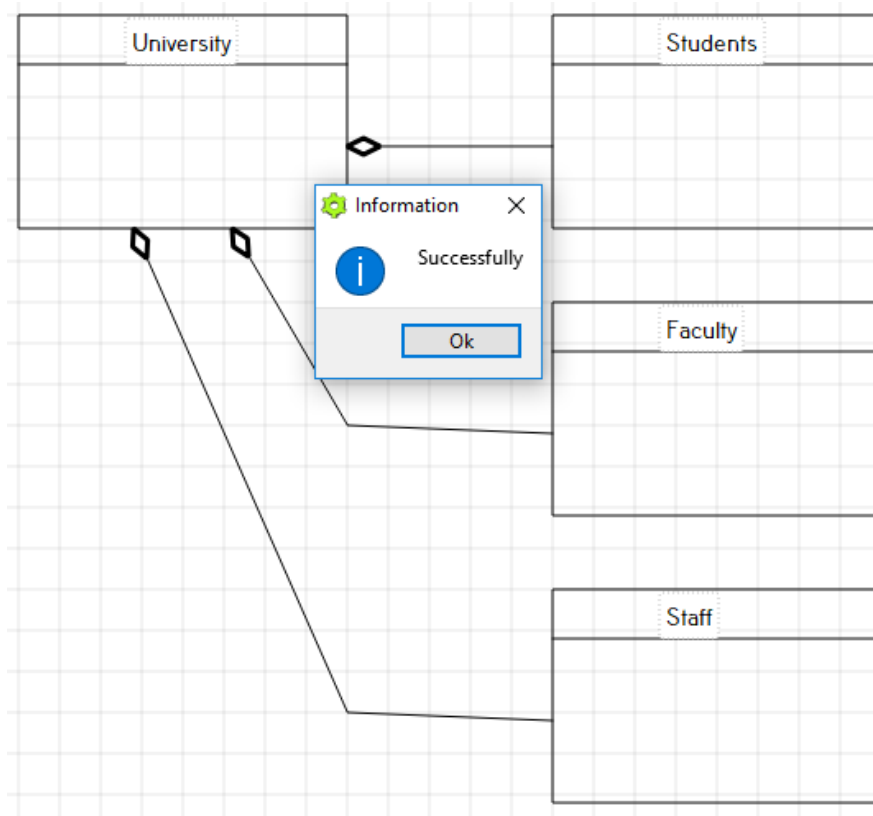 University
Students
Information
Successfully
Ok
Faculty
Staff